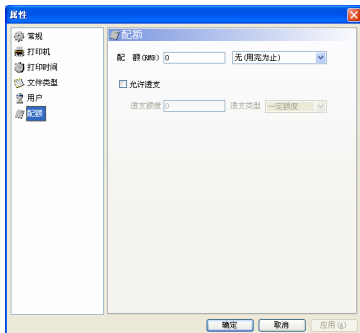 属性
常规
打印机
打印时间
文件类型
用户
配额
配额
配 额(RMB) 0 无(用完为止)
允许透支
透支额度 0 透支类型 一定额度
确定 取消 应用(A)